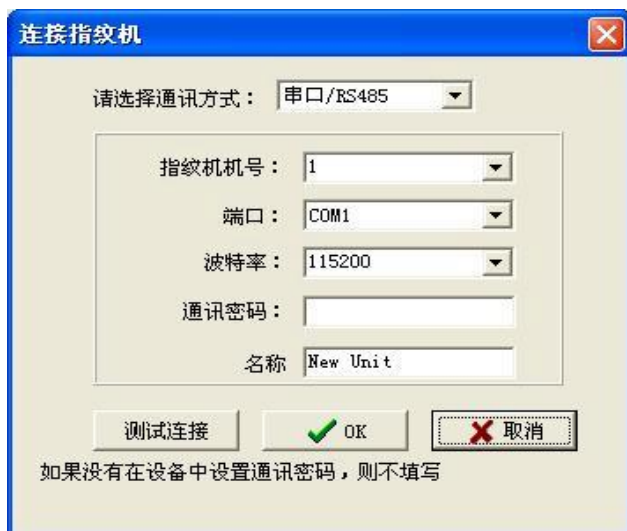 连接指纹机
请选择通讯方式： 串口/RS485
指纹机机号： 1
端口： COM1
波特率： 115200
通讯密码：
名称 New Unit
测试连接 OK 取消
如果没有在设备中设置通讯密码，则不填写